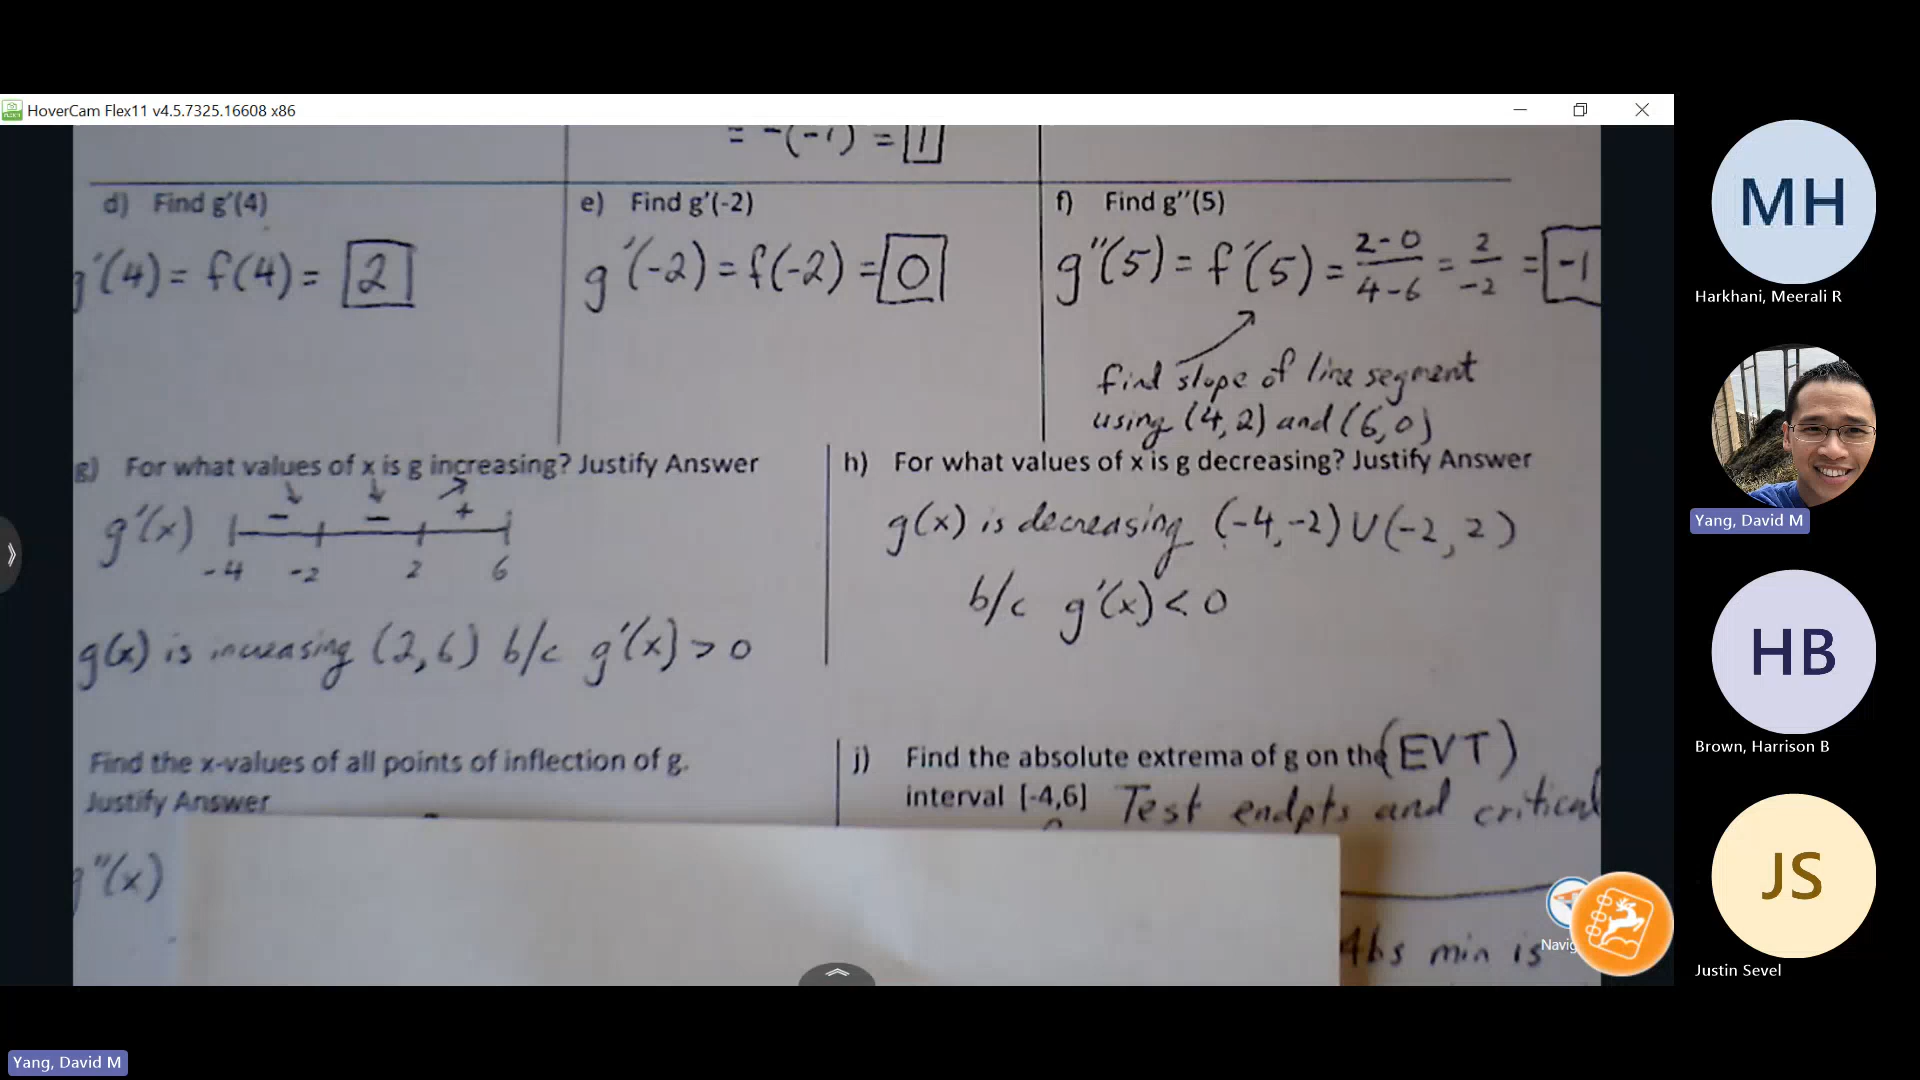 HoverCam Flex11 v4.5.7325.16608 x86
= -(-1) = 1
d) Find g'(4)
g'(4) = f(4) = 2
e) Find g'(-2)
g'(-2) = f(-2) = 0
f) Find g''(5)
g''(5) = f'(5) = 2-0 / 4-6 = 2 / -2 = -1
find slope of line segment
using (4,2) and (6,0)
g) For what values of x is g increasing? Justify Answer
- - +
g'(x)
-4 -2 2 6
g(x) is increasing (2,6) b/c g'(x) > 0
h) For what values of x is g decreasing? Justify Answer
g(x) is decreasing (-4,-2) U (-2, 2)
b/c g'(x) < 0
Find the x-values of all points of inflection of g.
Justify Answer
g''(x)
j) Find the absolute extrema of g on the (EVT)
interval [-4,6] Test endpts and critical
Abs min is
MH
Harkhani, Meerali R
Yang, David M
HB
Brown, Harrison B
JS
Justin Sevel
Yang, David M